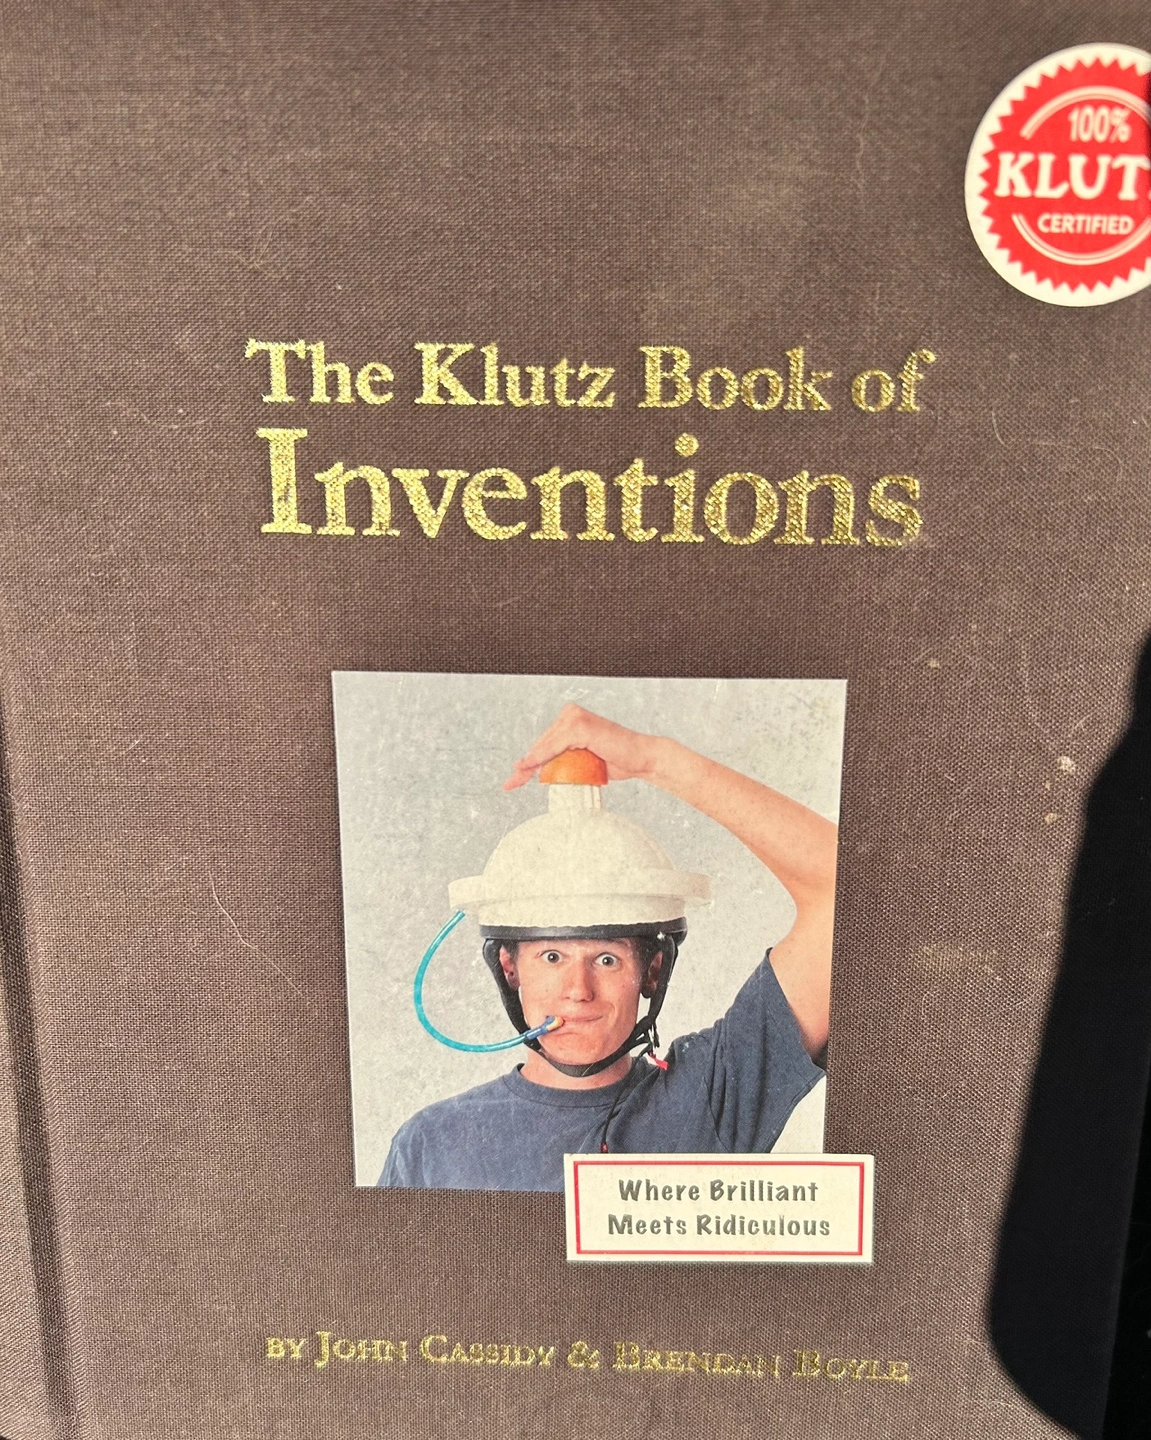 100%
KLUT
CERTIFIED
The Klutz Book of
Inventions
Where Brilliant
Meets Ridiculous
BY JOHN CASSIDY & BRENDAN BOYLE